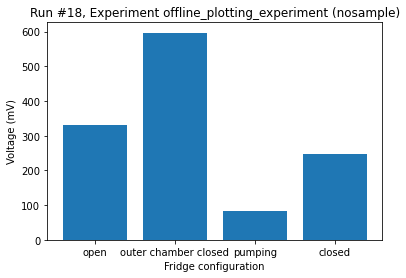 Run #18, Experiment offline_plotting_experiment (nosample)
600
500
400
300
200
100
0
Voltage (mV)
open outer chamber closed pumping closed
Fridge configuration